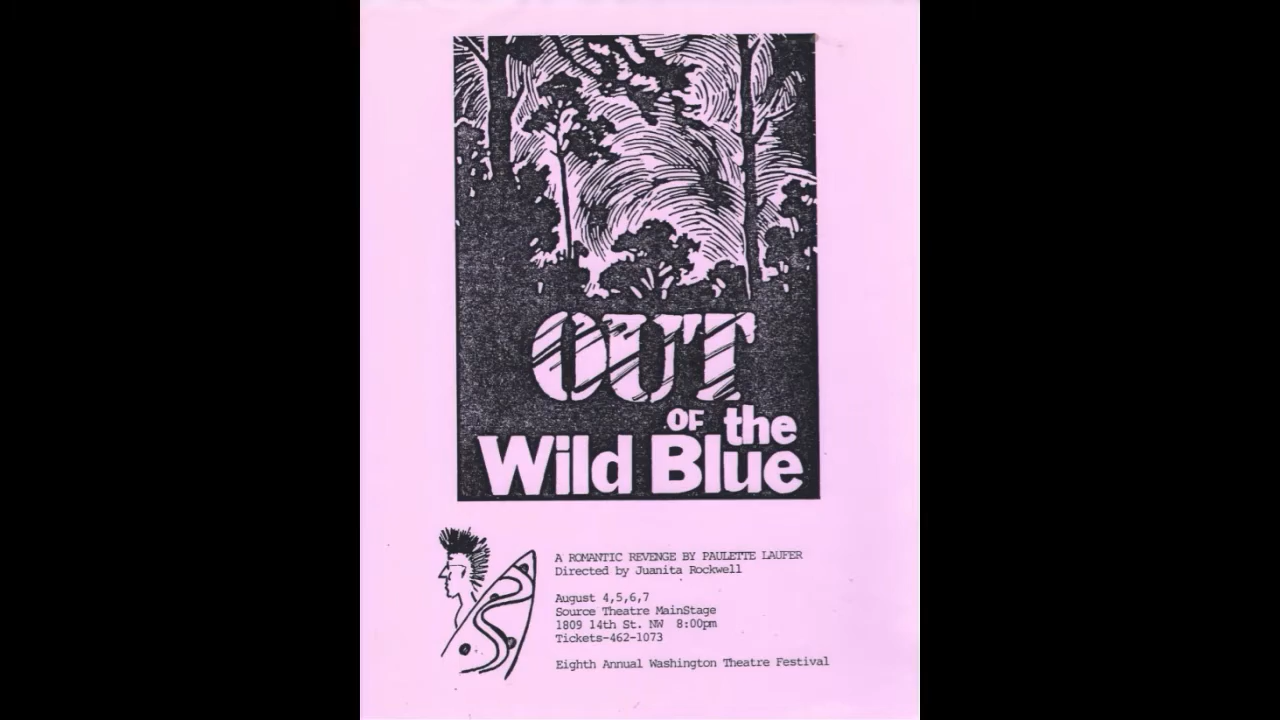 OUT
OF the
Wild Blue
A ROMANTIC REVENGE BY PAULETTE LAUFER
Directed by Juanita Rockwell
August 4,5,6,7
Source Theatre MainStage
1809 14th St. NW 8:00pm
Tickets-462-1073
Eighth Annual Washington Theatre Festival